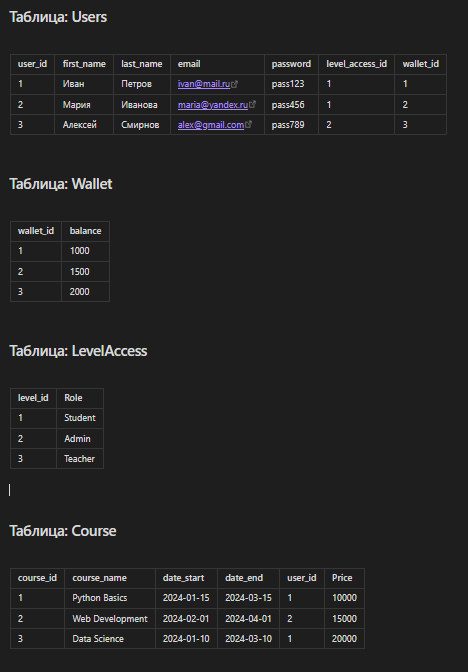 Таблица: Users
user_id first_name last_name email password level_access_id wallet_id
1 Иван Петров ivan@mail.ru pass123 1 1
2 Мария Иванова maria@yandex.ru pass456 1 2
3 Алексей Смирнов alex@gmail.com pass789 2 3
Таблица: Wallet
wallet_id balance
1 1000
2 1500
3 2000
Таблица: LevelAccess
level_id Role
1 Student
2 Admin
3 Teacher
Таблица: Course
course_id course_name date_start date_end user_id Price
1 Python Basics 2024-01-15 2024-03-15 1 10000
2 Web Development 2024-02-01 2024-04-01 2 15000
3 Data Science 2024-01-10 2024-03-10 1 20000